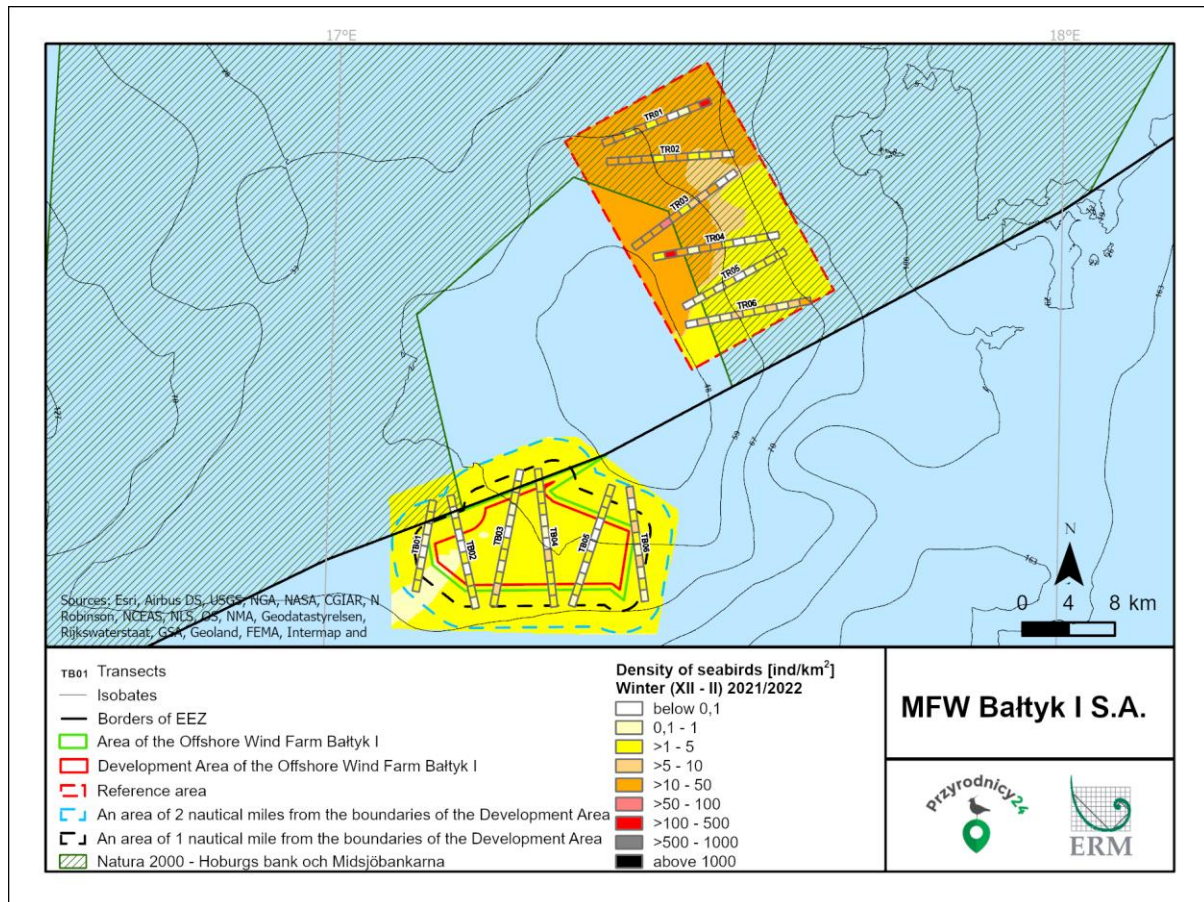 17°E
18°E
TR01
TR02
TR03
TR04
TR05
TR06
48
59
67
78
163
TB01
TB02
TB03
TB04
TB05
TB06
163
N
0 4 8 km
Sources: Esri, Airbus DS, USGS, NGA, NASA, CGIAR, N
Robinson, NCEAS, NLS, OS, NMA, Geodatastyrelsen,
Rijkswaterstaat, GSA, Geoland, FEMA, Intermap and
TB01 Transects
Isobates
Borders of EEZ
Area of the Offshore Wind Farm Bałtyk I
Development Area of the Offshore Wind Farm Bałtyk I
Reference area
An area of 2 nautical miles from the boundaries of the Development Area
An area of 1 nautical mile from the boundaries of the Development Area
Natura 2000 - Hoburgs bank och Midsjöbankarna
Density of seabirds [ind/km²]
Winter (XII - II) 2021/2022
below 0,1
0,1 - 1
>1 - 5
>5 - 10
>10 - 50
>50 - 100
>100 - 500
>500 - 1000
above 1000
MFW Bałtyk I S.A.
Przyrodnicy24
ERM